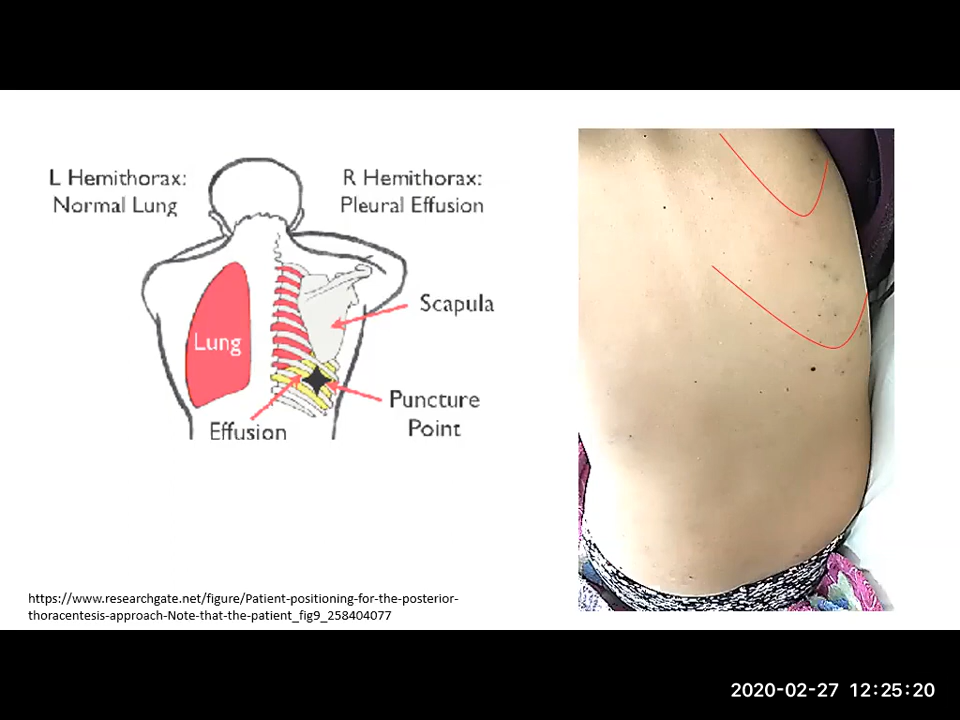 L Hemithorax:
Normal Lung
R Hemithorax:
Pleural Effusion
Scapula
Lung
Puncture
Point
Effusion
https://www.researchgate.net/figure/Patient-positioning-for-the-posterior-
thoracentesis-approach-Note-that-the-patient_fig9_258404077
2020-02-27 12:25:20